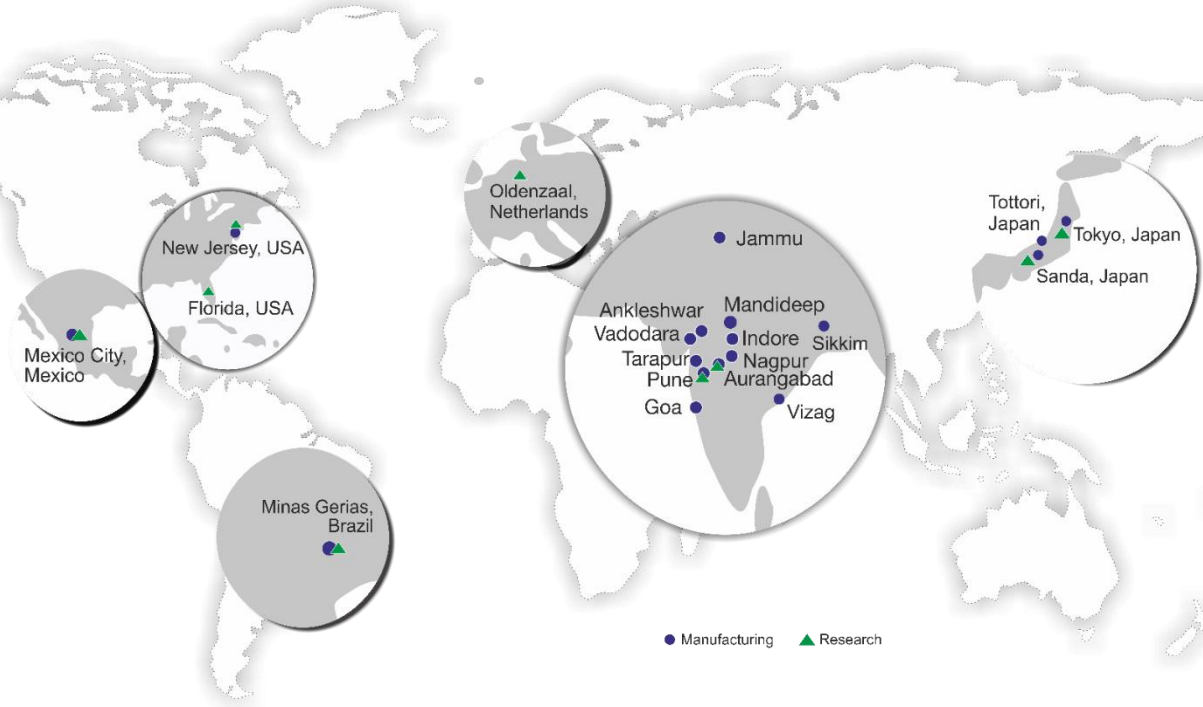 Oldenzaal,
Netherlands
New Jersey, USA
Florida, USA
Mexico City,
Mexico
Minas Gerias,
Brazil
Jammu
Ankleshwar
Mandideep
Vadodara
Indore
Sikkim
Tarapur
Nagpur
Pune
Aurangabad
Goa
Vizag
Tottori,
Japan
Tokyo, Japan
Sanda, Japan
Manufacturing
Research